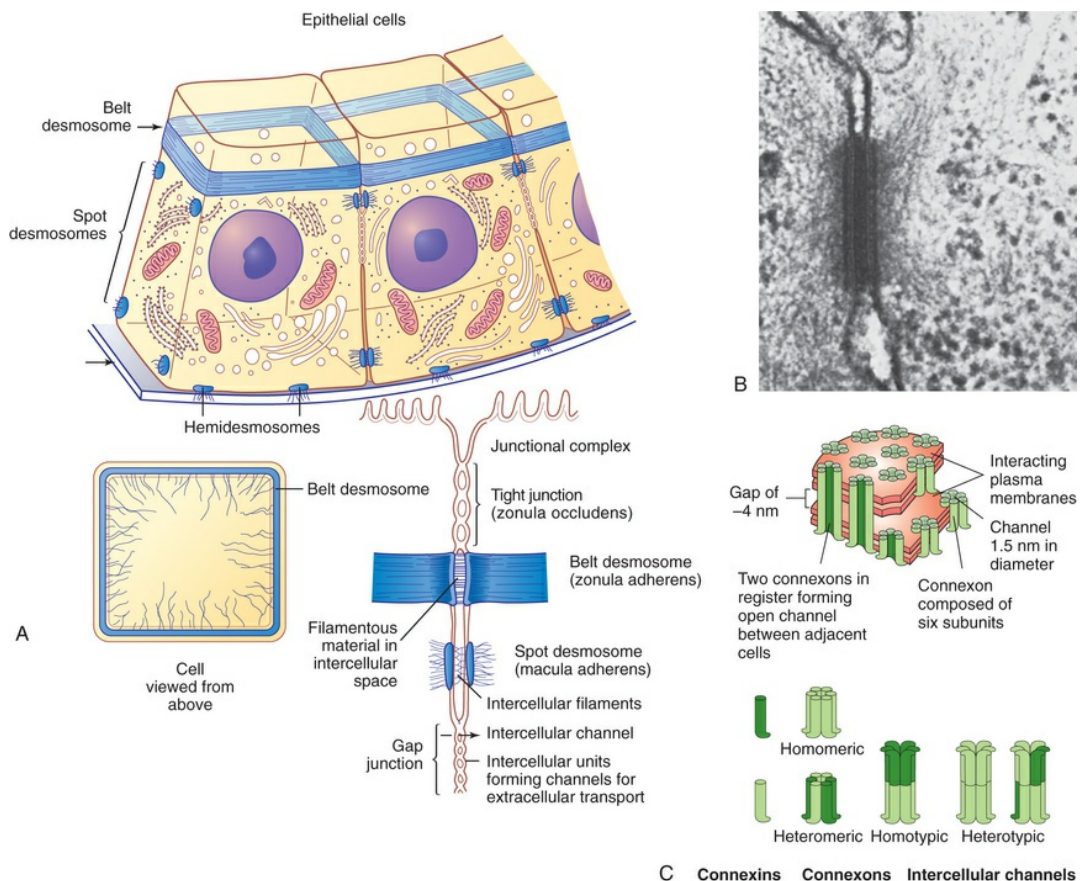 Epithelial cells
Belt
desmosome
Spot
desmosomes
Hemidesmosomes
Belt desmosome
Cell
viewed from
above
A
Junctional complex
Tight junction
(zonula occludens)
Belt desmosome
(zonula adherens)
Filamentous
material in
intercellular
space
Spot desmosome
(macula adherens)
Intercellular filaments
Gap
junction
Intercellular channel
Intercellular units
forming channels for
extracellular transport
B
Gap of
~4 nm
Interacting
plasma
membranes
Channel
1.5 nm in
diameter
Two connexons in
register forming
open channel
between adjacent
cells
Connexon
composed of
six subunits
Homomeric
Heteromeric
Homotypic
Heterotypic
C
Connexins
Connexons
Intercellular channels